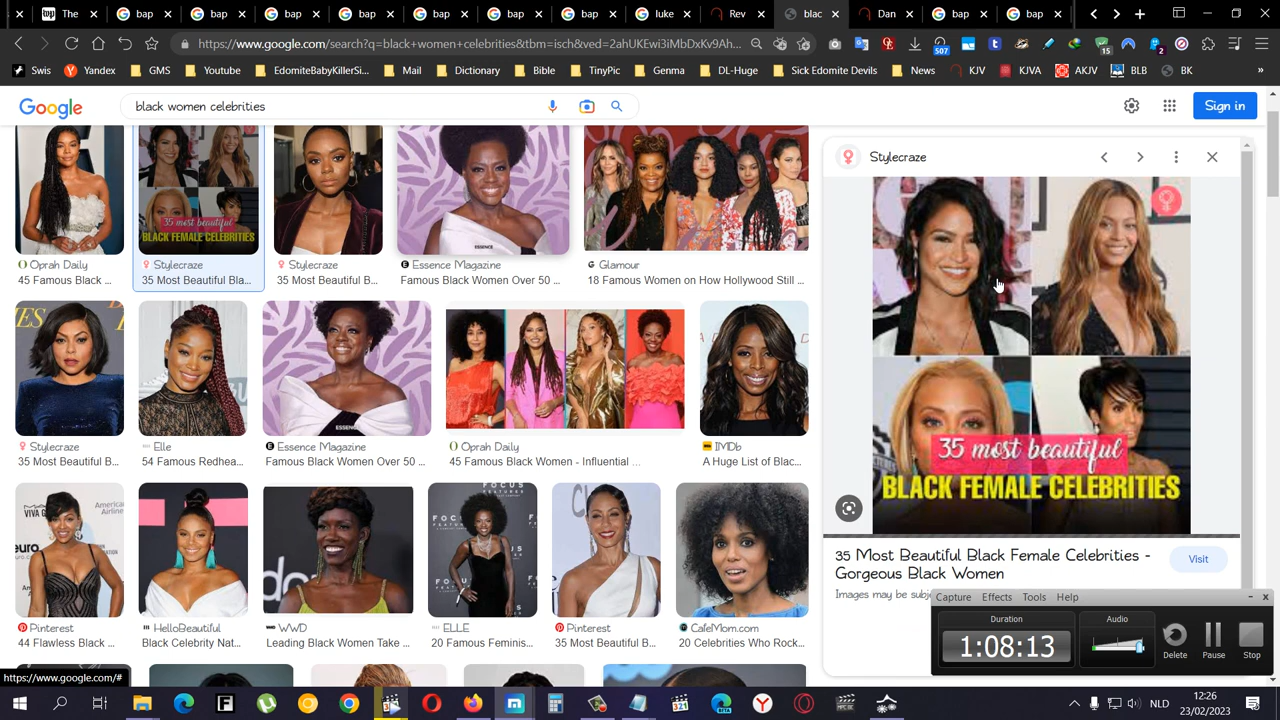 The
bap
bap
bap
bap
bap
bap
bap
bap
luke
Rev
blac
Dan
bap
bap
https://www.google.com/search?q=black+women+celebrities&tbm=isch&ved=2ahUKEwi3iMbDxKv9Ah...
507
15
2
Swis
Yandex
GMS
Youtube
EdomiteBabyKillerSi...
Mail
Dictionary
Bible
TinyPic
Genma
DL-Huge
Sick Edomite Devils
News
KJV
KJVA
AKJV
BLB
BK
»
Google
black women celebrities
Sign in
Oprah Daily
45 Famous Black ...
Stylecraze
35 Most Beautiful Bla...
Stylecraze
35 Most Beautiful B...
Essence Magazine
Famous Black Women Over 50 ...
Glamour
18 Famous Women on How Hollywood Still ...
35 most beautiful
BLACK FEMALE CELEBRITIES
ESSENCE
Stylecraze
35 Most Beautiful B...
Elle
54 Famous Redhea...
Essence Magazine
Famous Black Women Over 50 ...
Oprah Daily
45 Famous Black Women - Influential ...
IMDb
A Huge List of Blac...
Pinterest
44 Flawless Black ...
HelloBeautiful
Black Celebrity Nat...
WWD
Leading Black Women Take ...
ELLE
20 Famous Feminis...
Pinterest
35 Most Beautiful B...
CafeMom.com
20 Celebrities Who Rock...
Stylecraze
35 most beautiful
BLACK FEMALE CELEBRITIES
35 Most Beautiful Black Female Celebrities -
Gorgeous Black Women
Visit
Images may be subj
Capture Effects Tools Help
Duration
1:08:13
Audio
Delete
Pause
Stop
https://www.google.com/#
321
BETA
NLD
12:26
23/02/2023